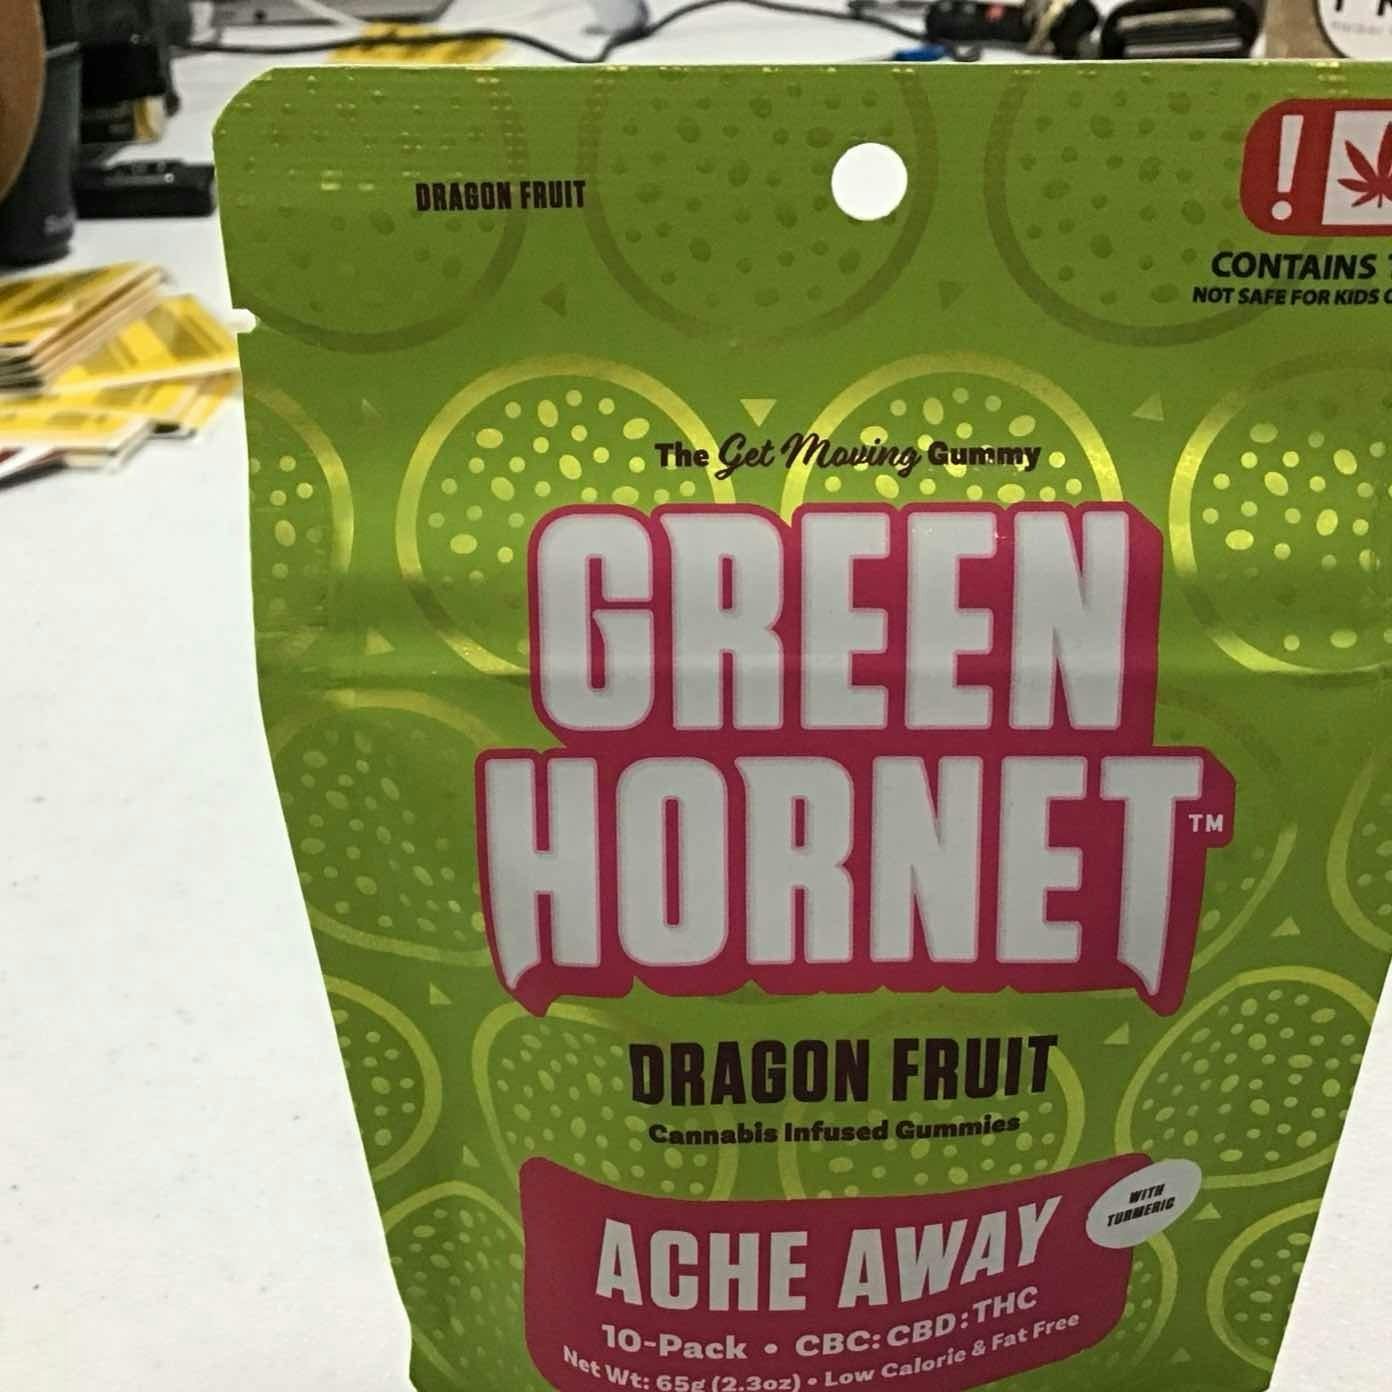 DRAGON FRUIT
CONTAINS
NOT SAFE FOR KIDS
The Get Moving Gummy
GREEN
HORNET™
DRAGON FRUIT
Cannabis Infused Gummies
WITH
TURMERIC
ACHE AWAY
10-Pack • CBC:CBD:THC
Net Wt: 65g (2.3oz) • Low Calorie & Fat Free